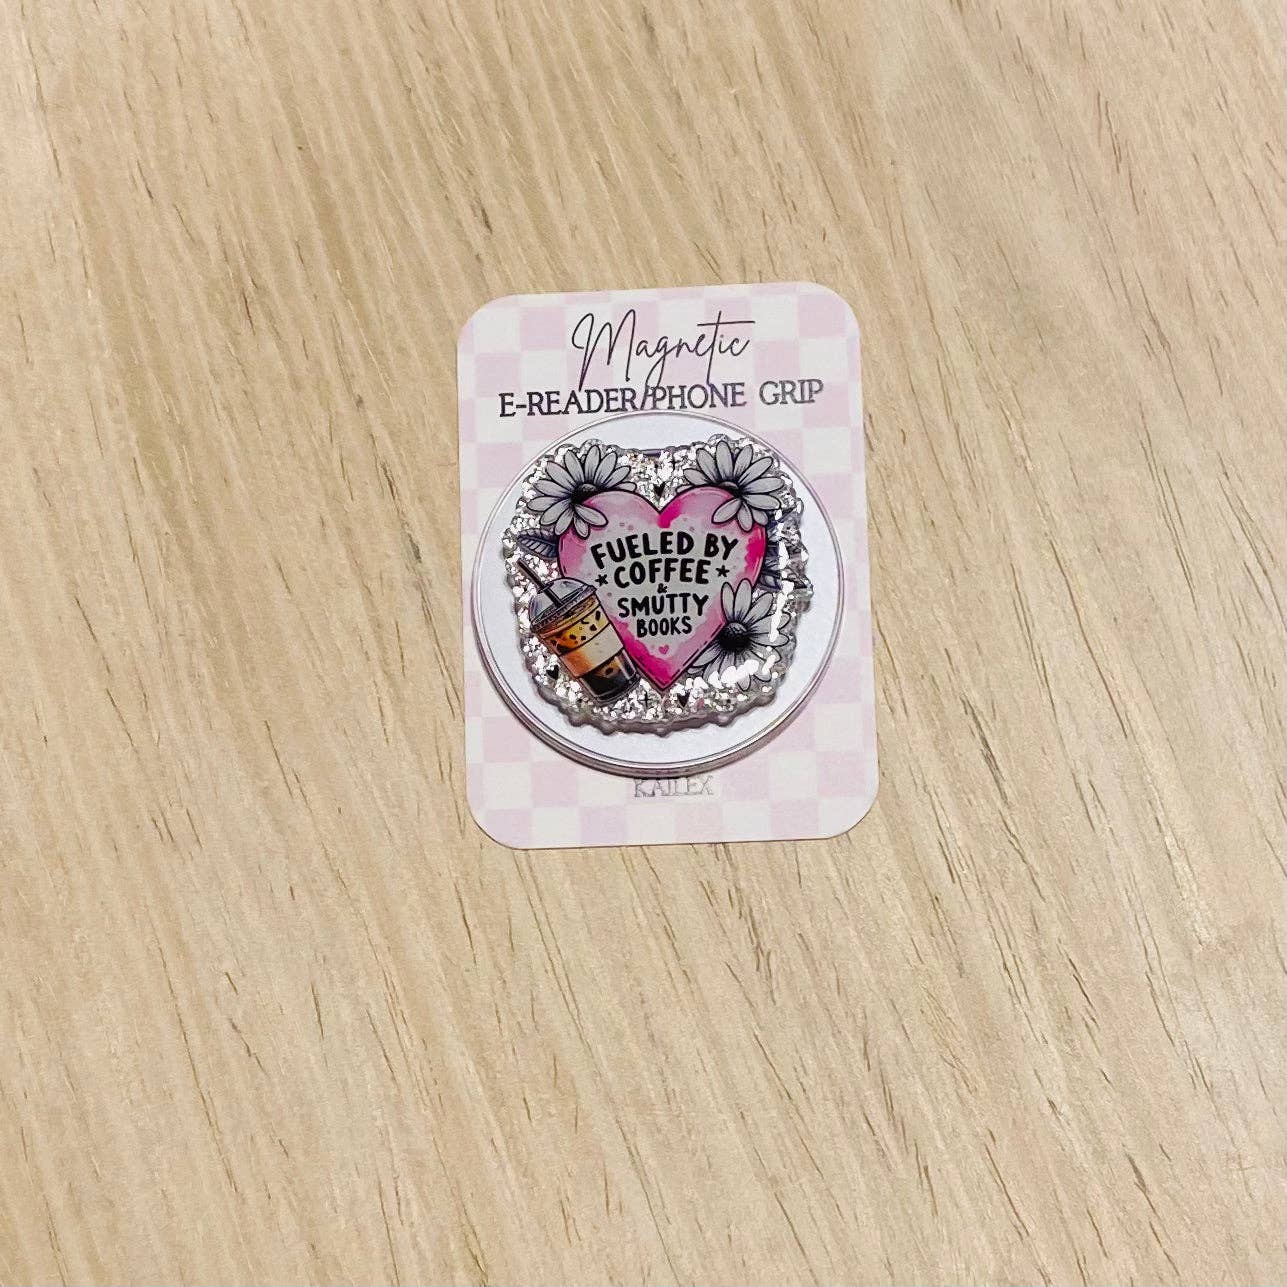 Magnetic
E-READER/PHONE GRIP
FUELED BY
COFFEE
&
SMUTTY
BOOKS
KAILEX